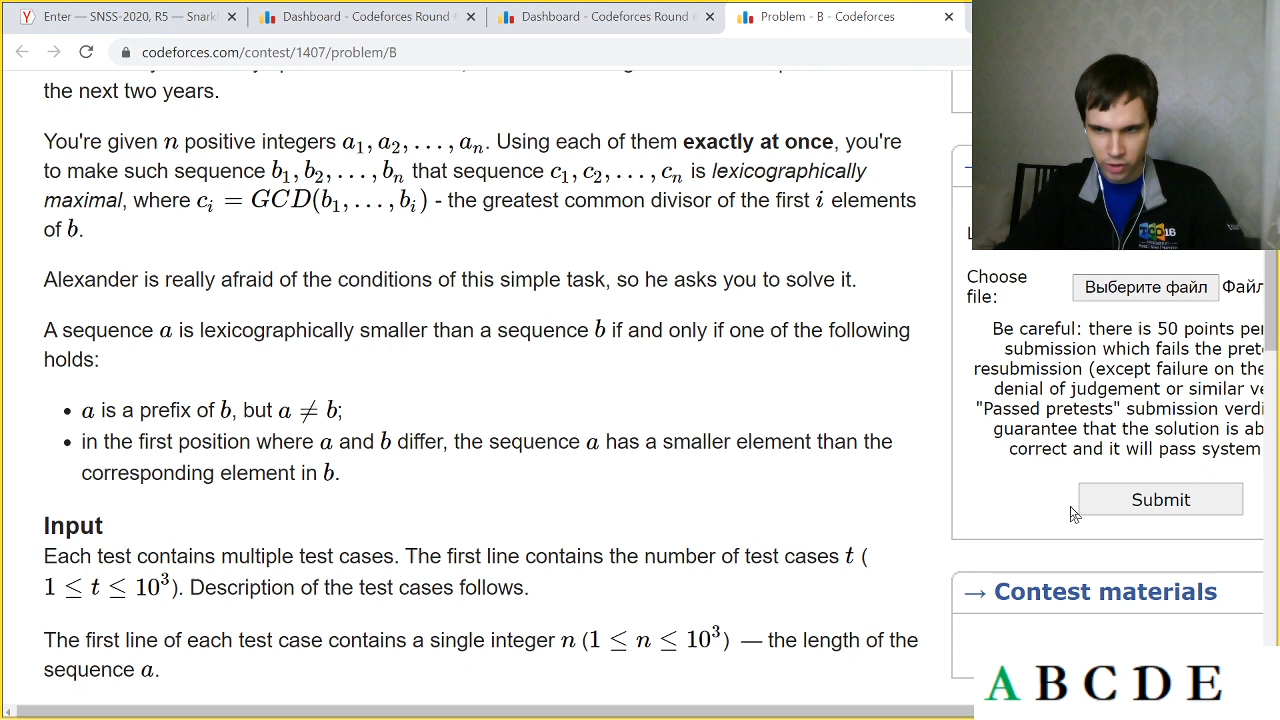 Enter — SNSS-2020, R5 — Snark
Dashboard - Codeforces Round
Dashboard - Codeforces Round
Problem - B - Codeforces
codeforces.com/contest/1407/problem/B
the next two years.
You're given n positive integers a1, a2, ..., an. Using each of them exactly at once, you're
to make such sequence b1, b2, ..., bn that sequence c1, c2, ..., cn is lexicographically
maximal, where ci = GCD(b1, ..., bi) - the greatest common divisor of the first i elements
of b.
Alexander is really afraid of the conditions of this simple task, so he asks you to solve it.
A sequence a is lexicographically smaller than a sequence b if and only if one of the following
holds:
• a is a prefix of b, but a ≠ b;
• in the first position where a and b differ, the sequence a has a smaller element than the
corresponding element in b.
Input
Each test contains multiple test cases. The first line contains the number of test cases t (
1 ≤ t ≤ 10³). Description of the test cases follows.
The first line of each test case contains a single integer n (1 ≤ n ≤ 10³) — the length of the
sequence a.
Choose
file:
Выберите файл
Файл
Be careful: there is 50 points pe
submission which fails the pret
resubmission (except failure on the
denial of judgement or similar ve
"Passed pretests" submission verdi
guarantee that the solution is ab
correct and it will pass system
Submit
→ Contest materials
TCO16
A B C D E